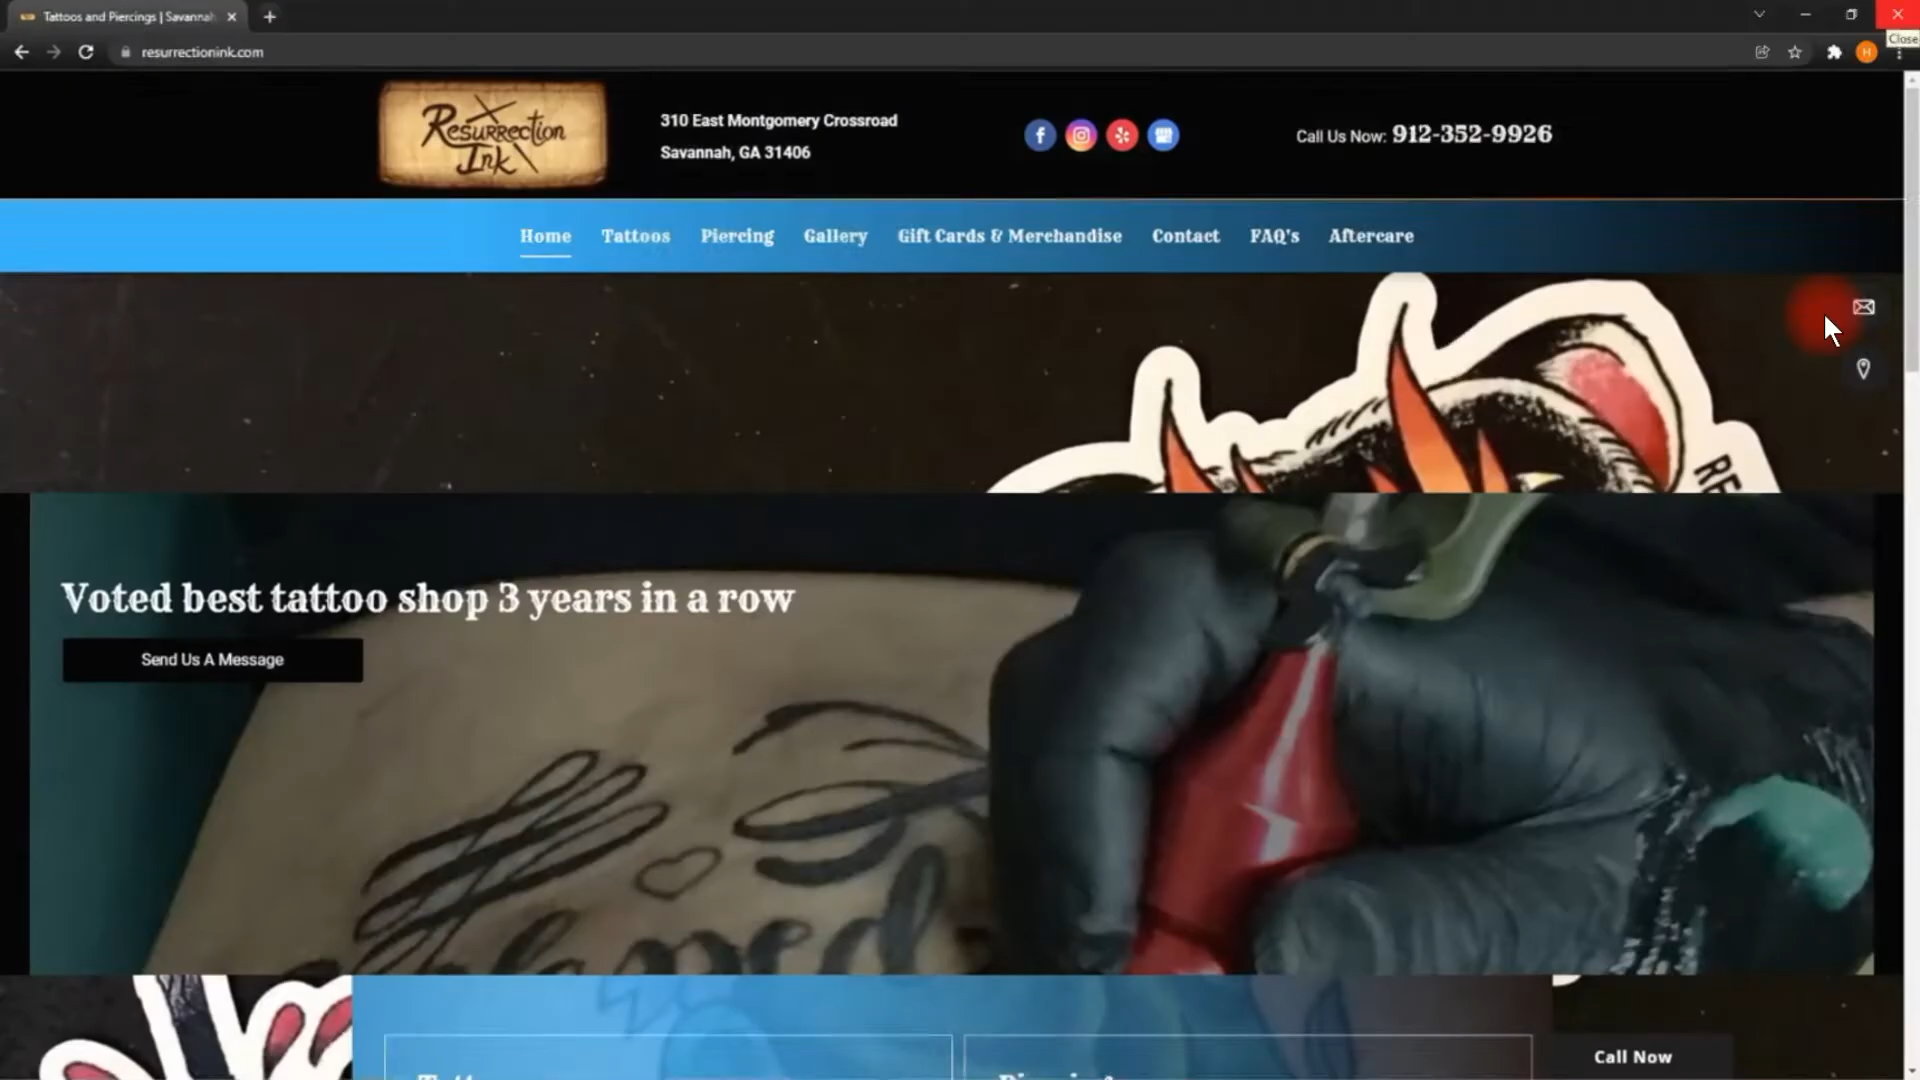 Tattoos and Piercings | Savannah
resurrectionink.com
Close
Resurrection
Ink
310 East Montgomery Crossroad
Savannah, GA 31406
Call Us Now: 912-352-9926
Home Tattoos Piercing Gallery Gift Cards & Merchandise Contact FAQ's Aftercare
RE
Voted best tattoo shop 3 years in a row
Send Us A Message
Call Now